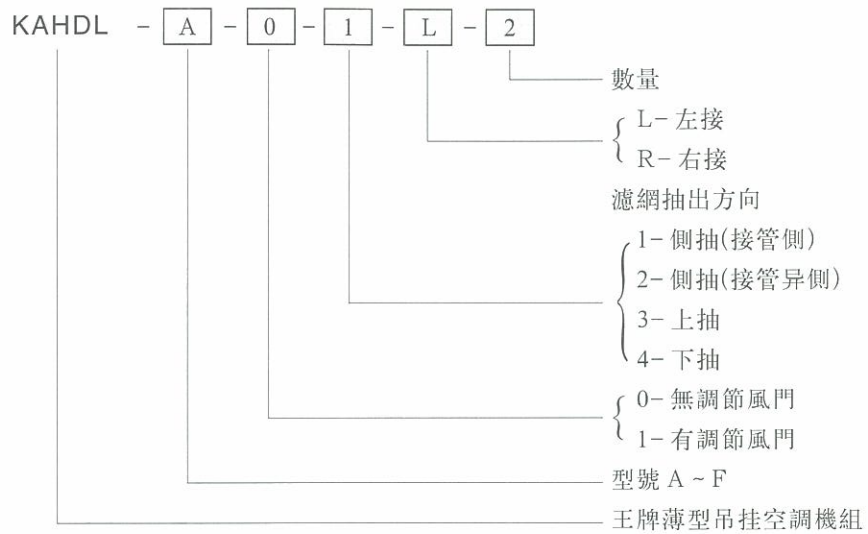 KAHDL - A - 0 - 1 - L - 2
數量
L- 左接
R- 右接
濾網抽出方向
1- 側抽(接管側)
2- 側抽(接管异側)
3- 上抽
4- 下抽
0- 無調節風門
1- 有調節風門
型號 A ~ F
王牌薄型吊挂空調機組